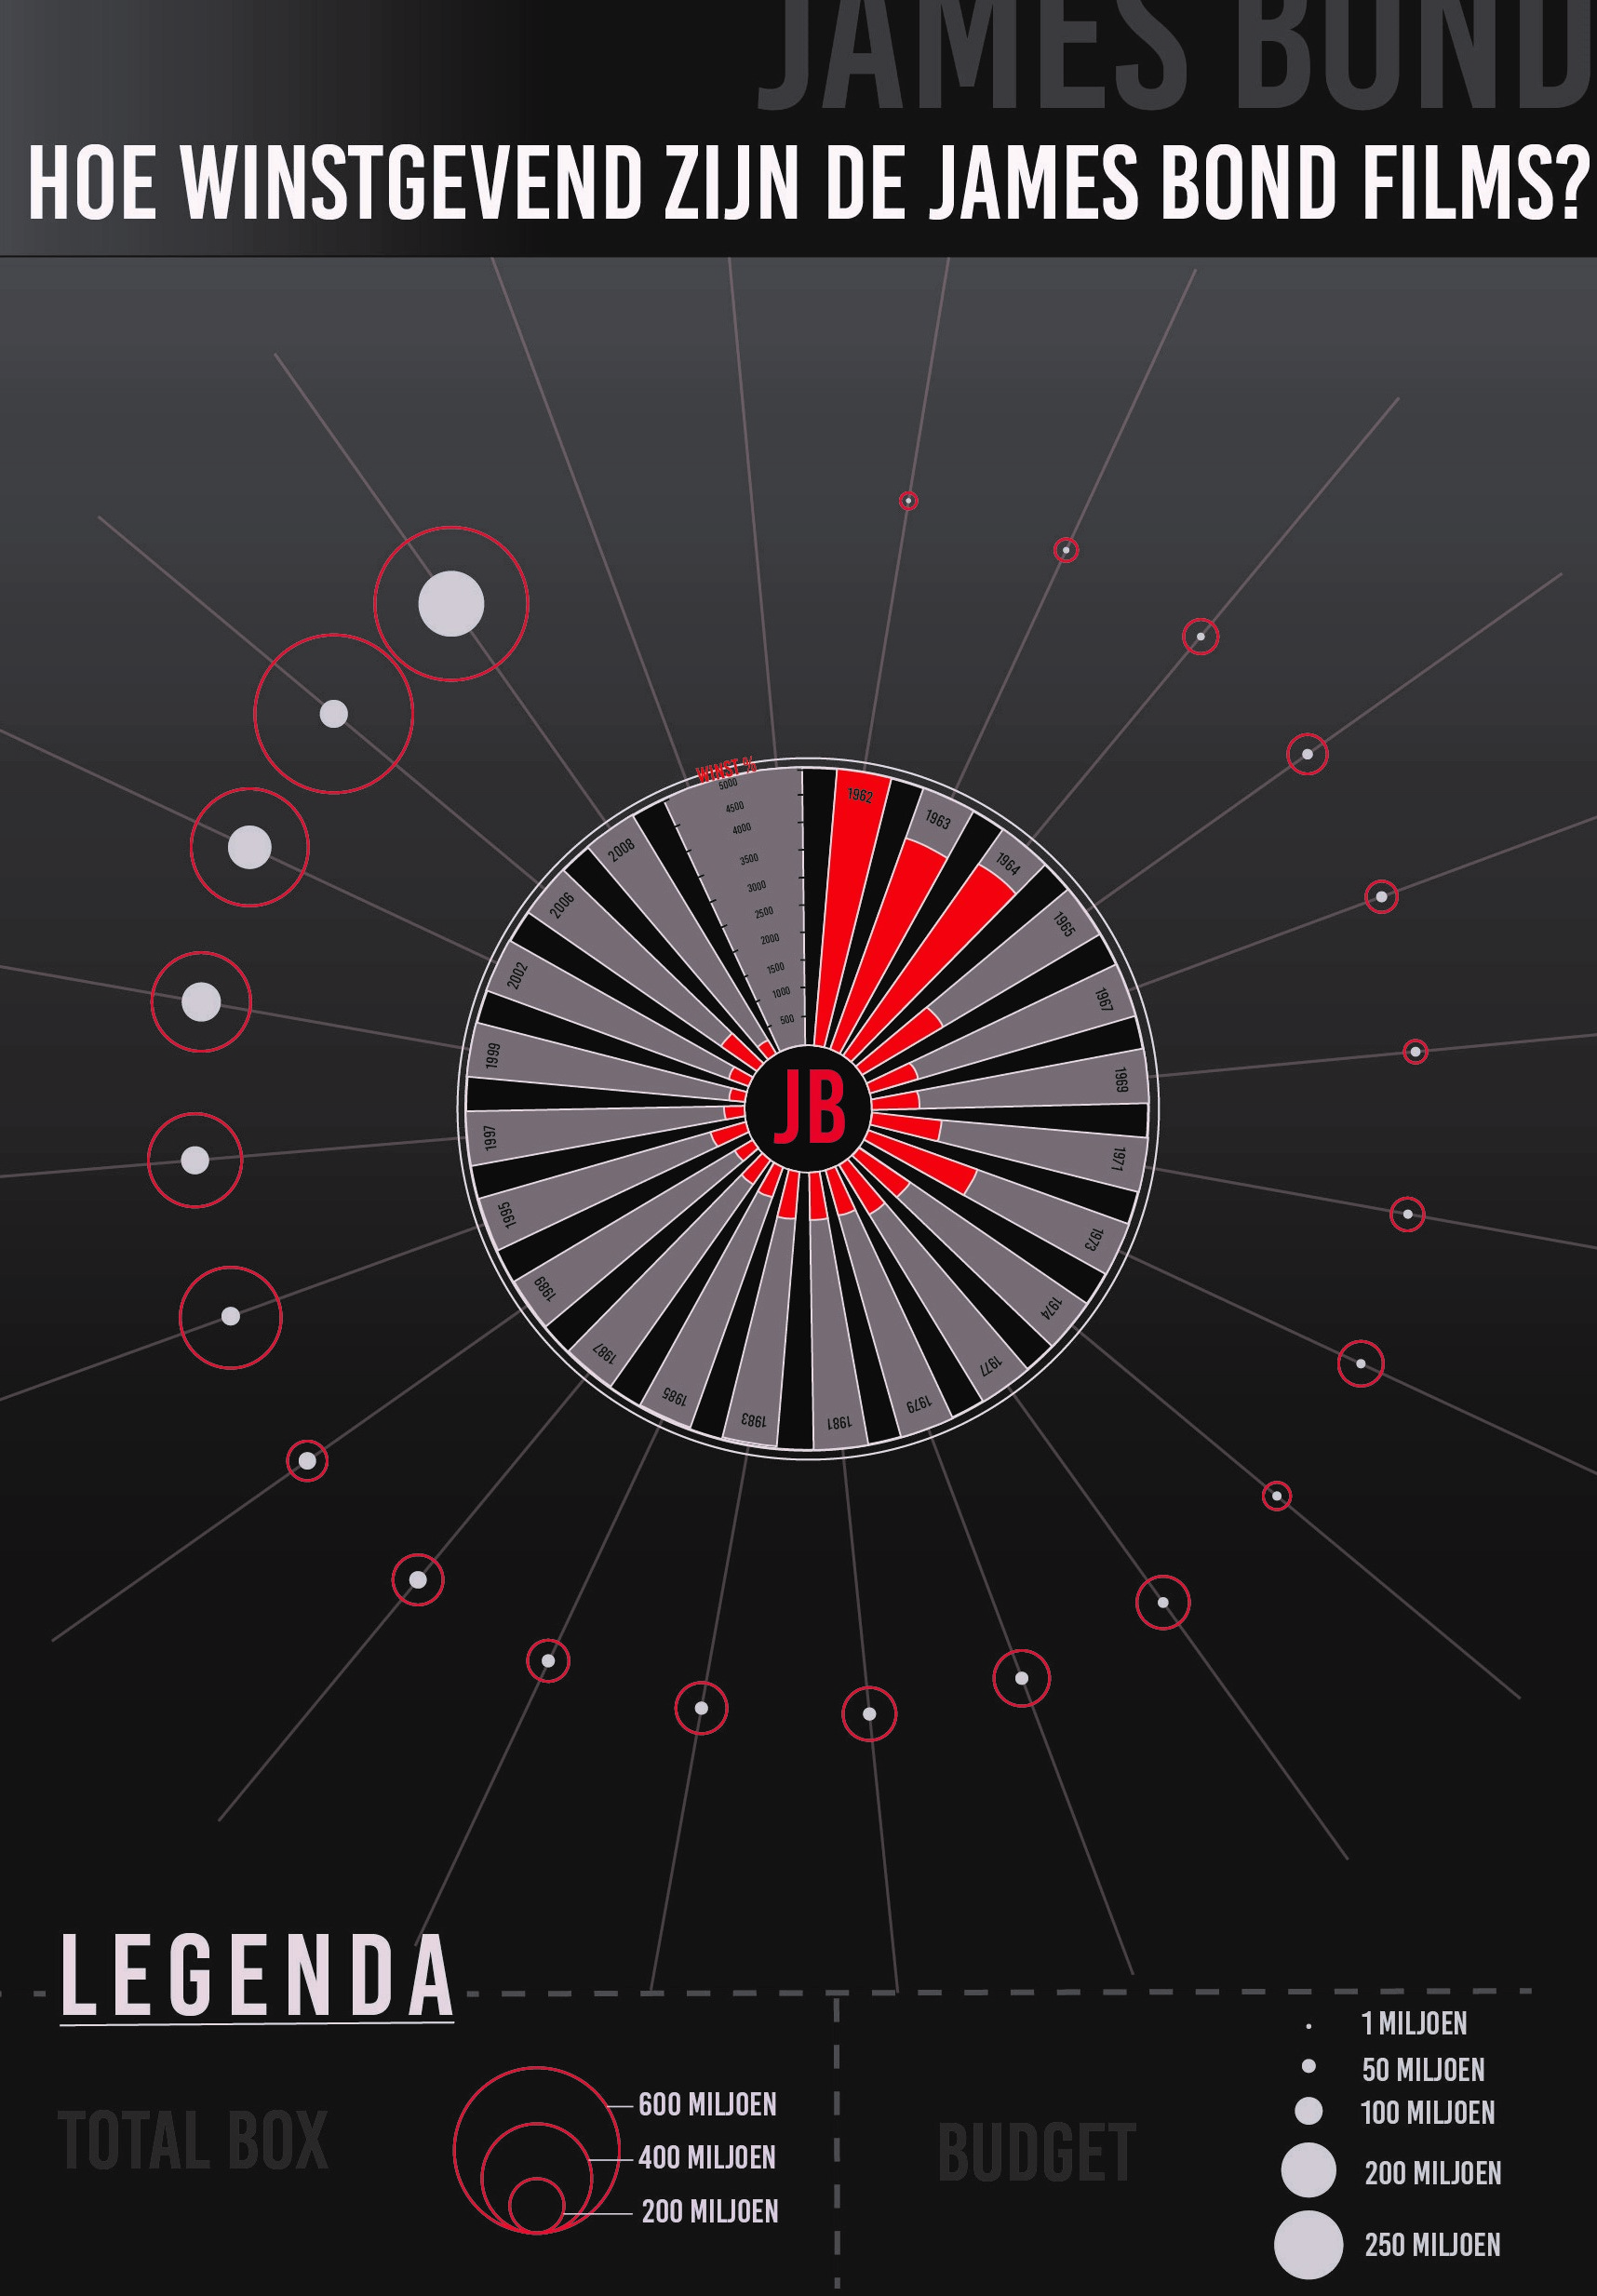 JAMES BOND
HOE WINSTGEVEND ZIJN DE JAMES BOND FILMS?
WINST %
5000
4500
4000
3500
3000
2500
2000
1500
1000
500
1962
1963
1964
1965
1967
1969
1971
1973
1974
1977
1979
1981
1983
1985
1987
1989
1995
1997
1999
2002
2006
2008
JB
LEGENDA
TOTAL BOX
600 MILJOEN
400 MILJOEN
200 MILJOEN
BUDGET
1 MILJOEN
50 MILJOEN
100 MILJOEN
200 MILJOEN
250 MILJOEN